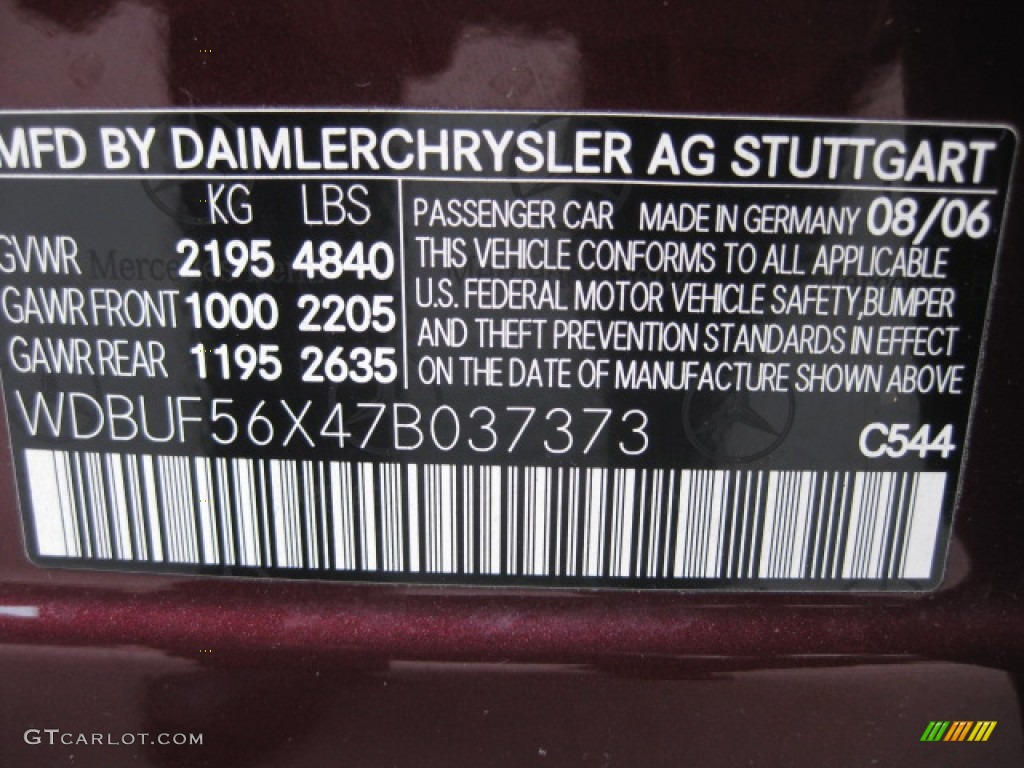 MFD BY DAIMLERCHRYSLER AG STUTTGART
KG LBS
GVWR 2195 4840
GAWR FRONT 1000 2205
GAWR REAR 1195 2635
PASSENGER CAR MADE IN GERMANY 08/06
THIS VEHICLE CONFORMS TO ALL APPLICABLE
U.S. FEDERAL MOTOR VEHICLE SAFETY, BUMPER
AND THEFT PREVENTION STANDARDS IN EFFECT
ON THE DATE OF MANUFACTURE SHOWN ABOVE
WDBUF56X47B037373
C544
GTCARLOT.COM